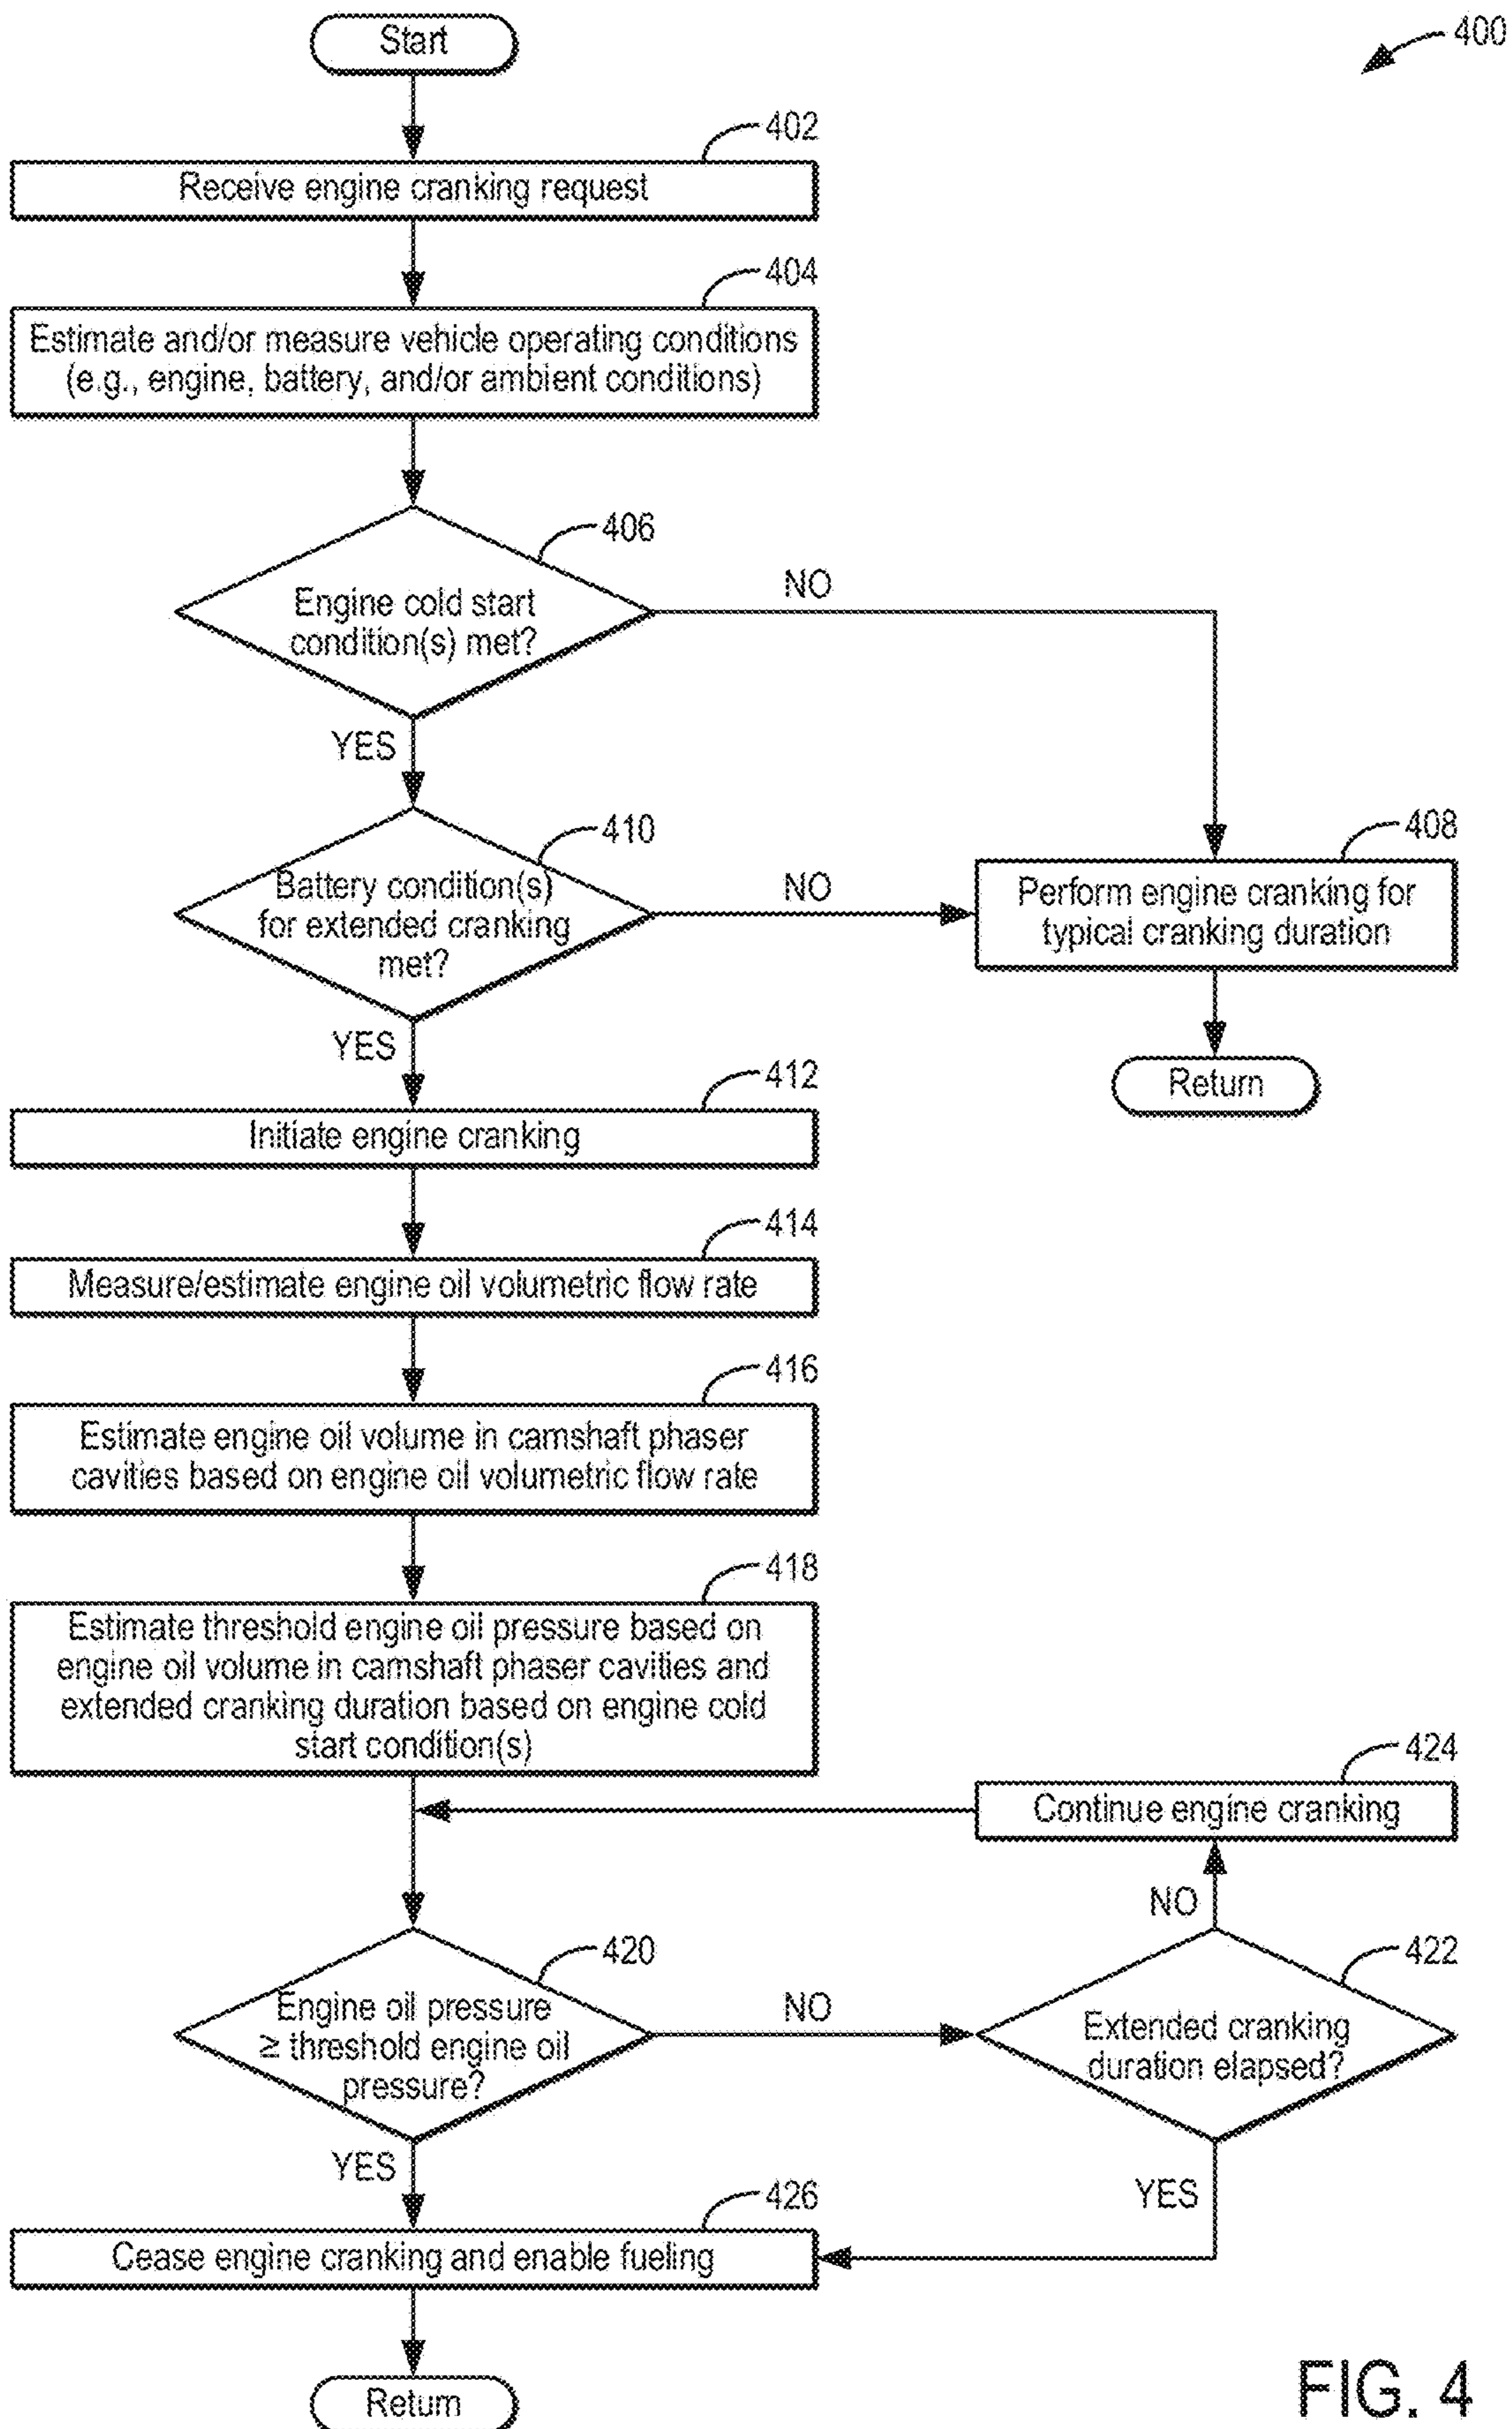 Start
400
402
Receive engine cranking request
404
Estimate and/or measure vehicle operating conditions
(e.g., engine, battery, and/or ambient conditions)
406
Engine cold start
condition(s) met?
NO
YES
410
Battery condition(s)
for extended cranking
met?
NO
408
Perform engine cranking for
typical cranking duration
YES
Return
412
Initiate engine cranking
414
Measure/estimate engine oil volumetric flow rate
416
Estimate engine oil volume in camshaft phaser
cavities based on engine oil volumetric flow rate
418
Estimate threshold engine oil pressure based on
engine oil volume in camshaft phaser cavities and
extended cranking duration based on engine cold
start condition(s)
424
Continue engine cranking
NO
420
Engine oil pressure
≥ threshold engine oil
pressure?
NO
422
Extended cranking
duration elapsed?
YES
YES
426
Cease engine cranking and enable fueling
Return
FIG. 4